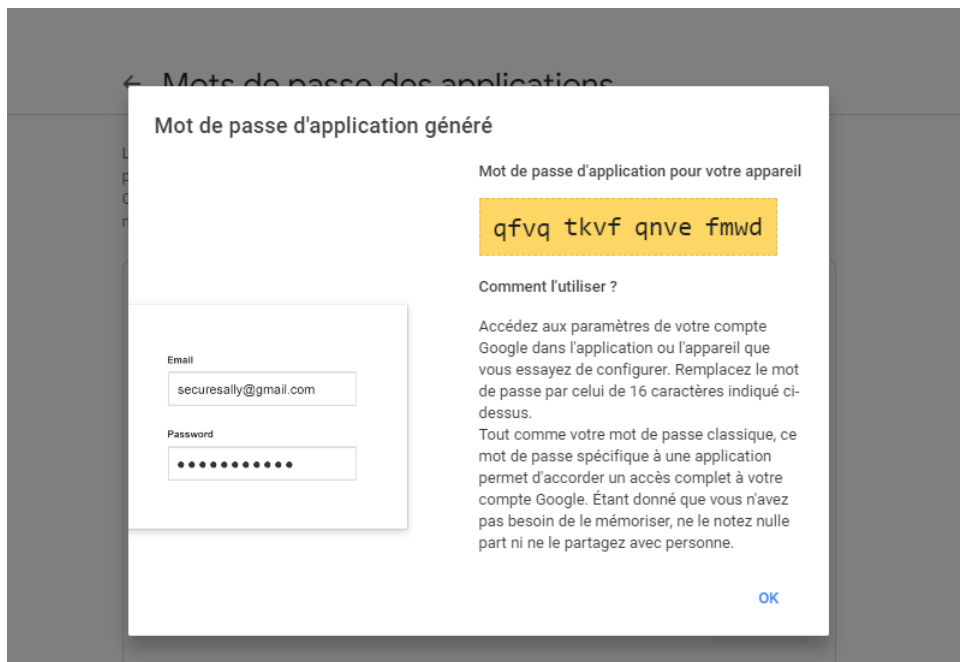 Mots de passe des applications
Mot de passe d'application généré
Mot de passe d'application pour votre appareil
qfvq tkvf qnve fmwd
Comment l'utiliser ?
Accédez aux paramètres de votre compte
Google dans l'application ou l'appareil que
vous essayez de configurer. Remplacez le mot
de passe par celui de 16 caractères indiqué ci-
dessus.
Tout comme votre mot de passe classique, ce
mot de passe spécifique à une application
permet d'accorder un accès complet à votre
compte Google. Étant donné que vous n'avez
pas besoin de le mémoriser, ne le notez nulle
part ni ne le partagez avec personne.
Email
securesally@gmail.com
Password
OK